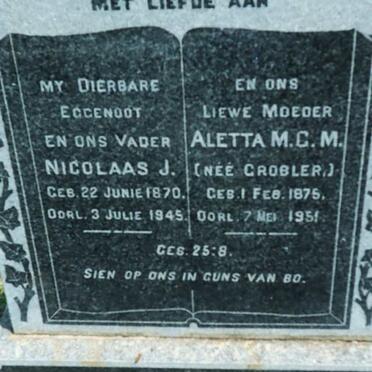 MET LIEFDE AAN
MY DIERBARE
EGGENOOT
EN ONS VADER
NICOLAAS J.
GEB. 22 JUNIE 1870.
OORL. 3 JULIE 1945.
EN ONS
LIEWE MOEDER
ALETTA M.C.M.
(NÉE GROBLER,)
GEB. 1 FEB. 1875.
OORL. 7 MEI 1951.
GES. 25:8.
SIEN OP ONS IN GUNS VAN BO.